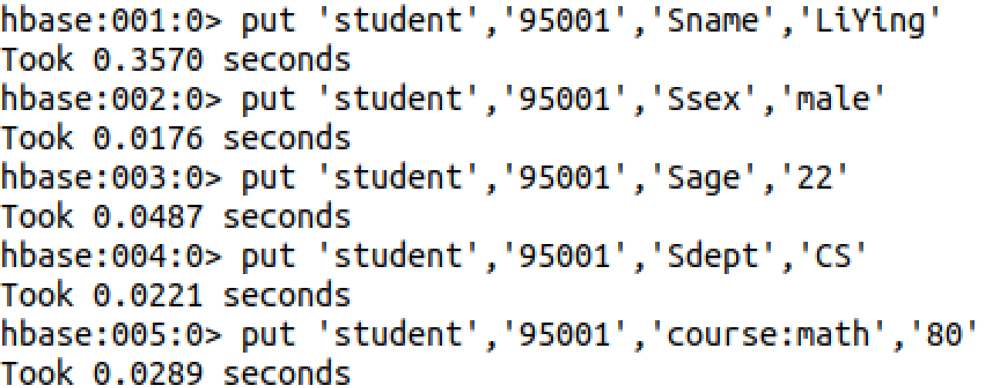 hbase:001:0> put 'student','95001','Sname','LiYing'
Took 0.3570 seconds
hbase:002:0> put 'student','95001','Ssex','male'
Took 0.0176 seconds
hbase:003:0> put 'student','95001','Sage','22'
Took 0.0487 seconds
hbase:004:0> put 'student','95001','Sdept','CS'
Took 0.0221 seconds
hbase:005:0> put 'student','95001','course:math','80'
Took 0.0289 seconds